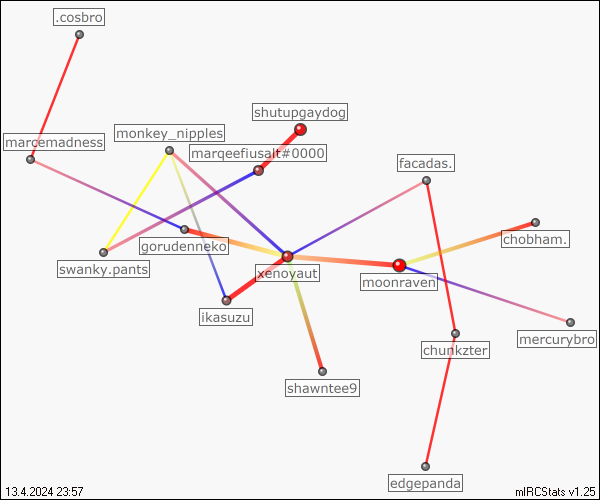 .cosbro
shutupgaydog
monkey_nipples
marcemadness
marqeefiusalt#0000
facadas.
chobham.
gorudenneko
swanky.pants
xenoyaut
moonraven
ikasuzu
mercurybro
chunkzter
shawntee9
edgepanda
13.4.2024 23:57
mIRCStats v1.25